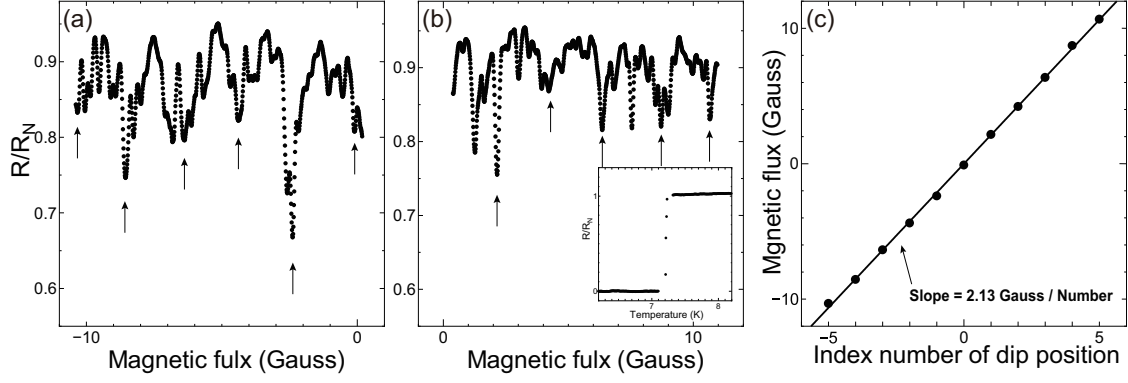 (a)
R/R_N
0.9
0.8
0.7
0.6
−10
0
Magnetic fulx (Gauss)
(b)
0.9
0.8
0.7
0.6
0
10
Magnetic fulx (Gauss)
R/R_N
1
0
7
8
Temperature (K)
(c)
Mgnetic flux (Gauss)
10
0
−10
Slope = 2.13 Gauss / Number
−5
0
5
Index number of dip position